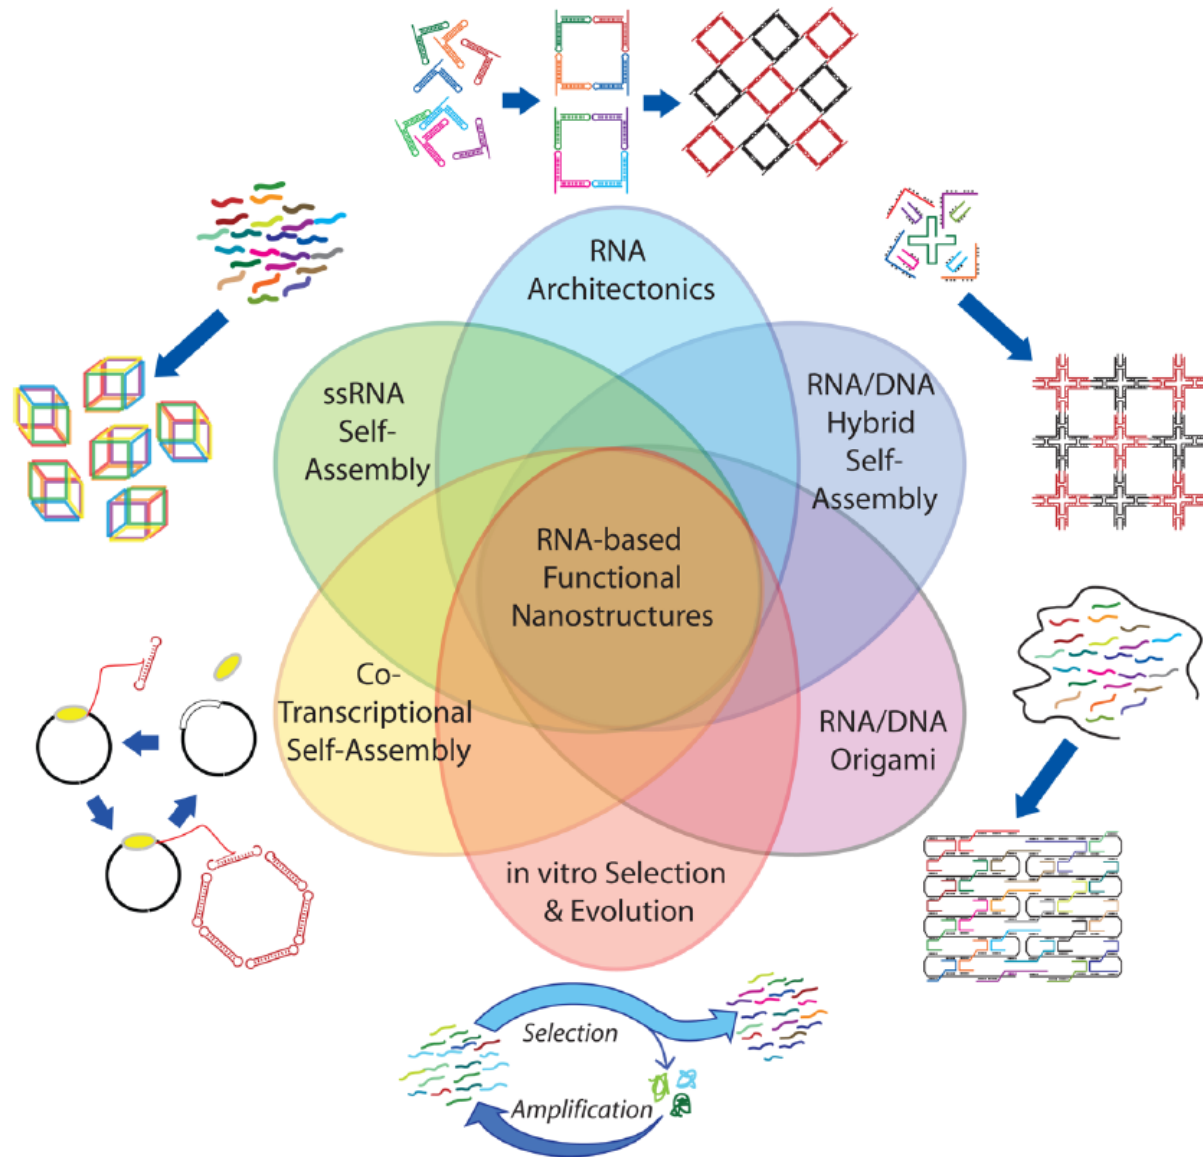 RNA
Architectonics
ssRNA
Self-
Assembly
RNA/DNA
Hybrid
Self-
Assembly
RNA-based
Functional
Nanostructures
Co-
Transcriptional
Self-Assembly
RNA/DNA
Origami
in vitro Selection
& Evolution
Selection
Amplification